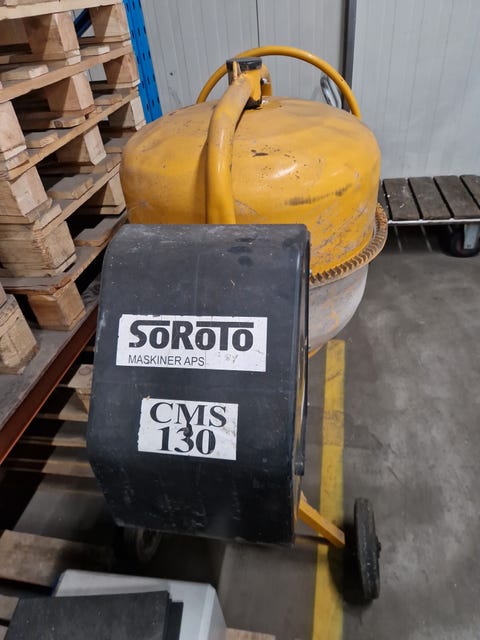 SoRoTo
MASKINER APS
CMS
130